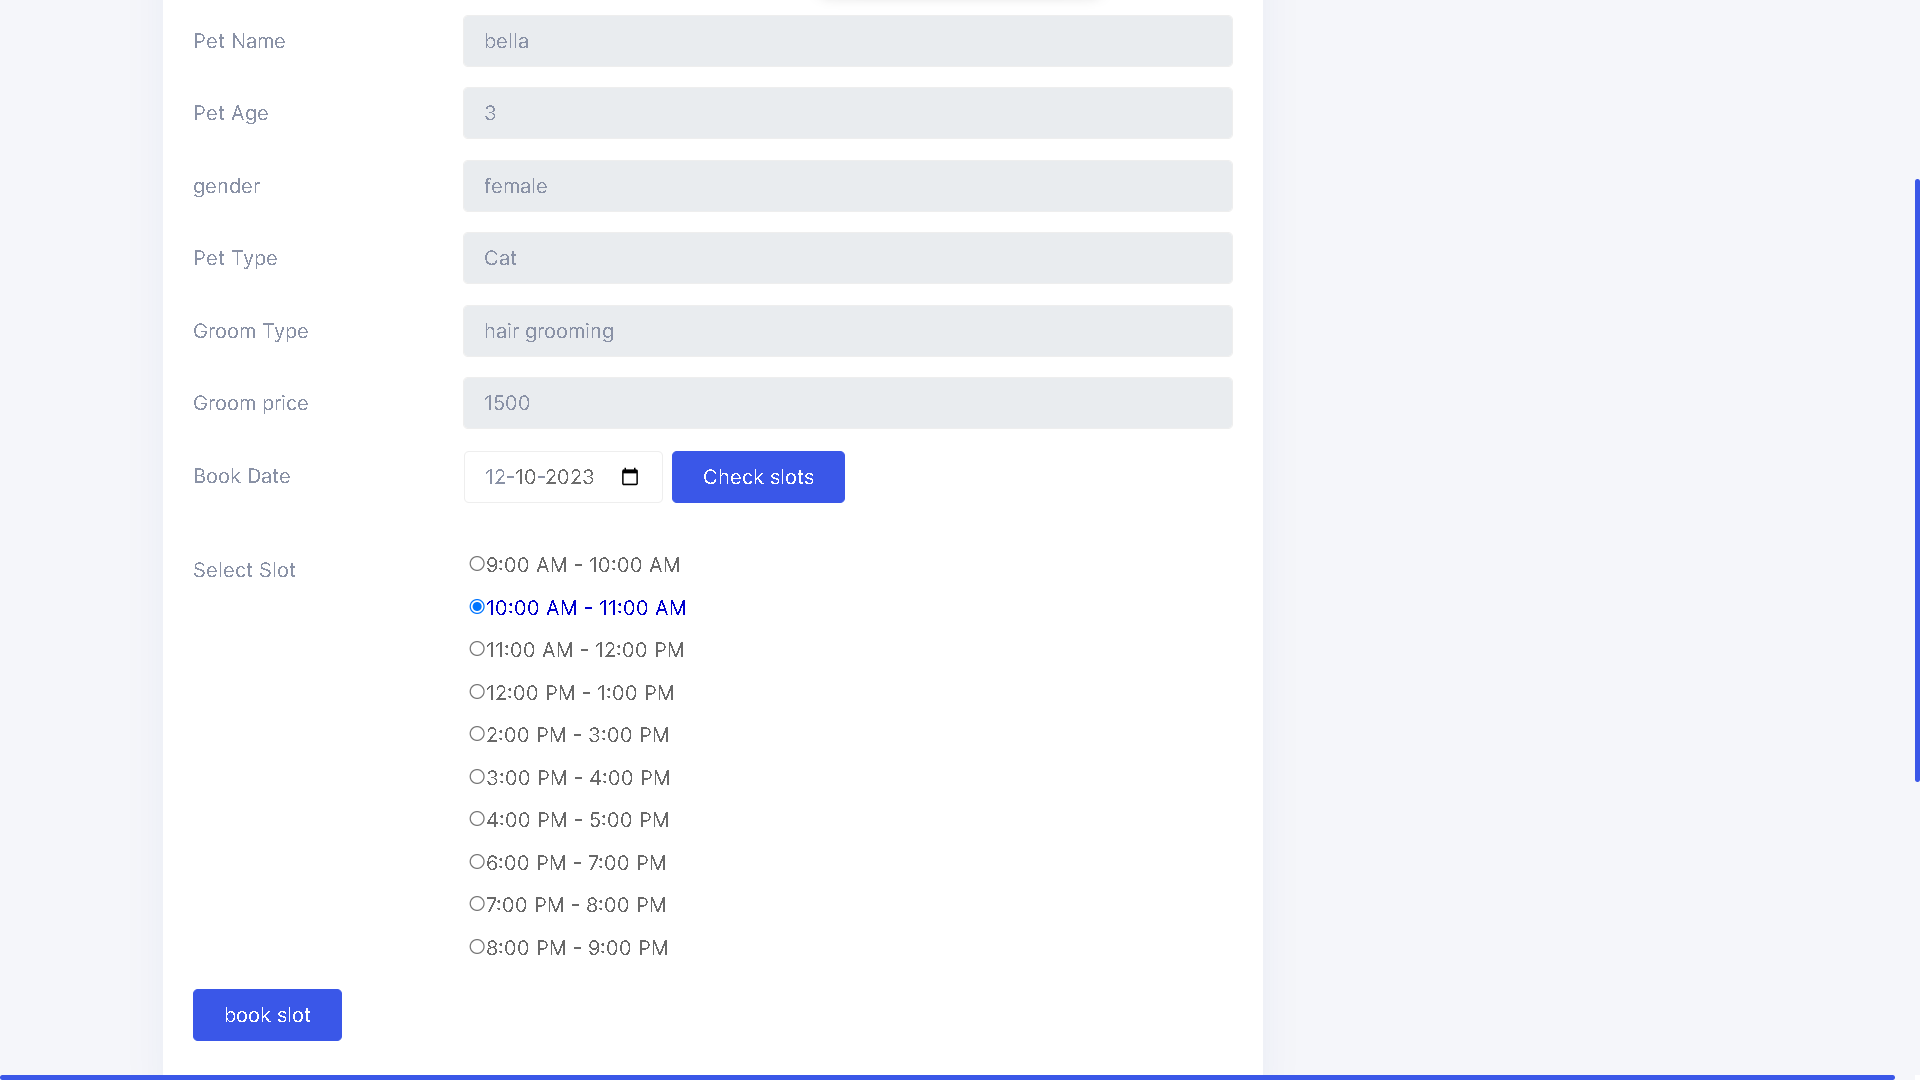 Pet Name bella
Pet Age 3
gender female
Pet Type Cat
Groom Type hair grooming
Groom price 1500
Book Date 12-10-2023 Check slots
Select Slot 9:00 AM - 10:00 AM
10:00 AM - 11:00 AM
11:00 AM - 12:00 PM
12:00 PM - 1:00 PM
2:00 PM - 3:00 PM
3:00 PM - 4:00 PM
4:00 PM - 5:00 PM
6:00 PM - 7:00 PM
7:00 PM - 8:00 PM
8:00 PM - 9:00 PM
book slot